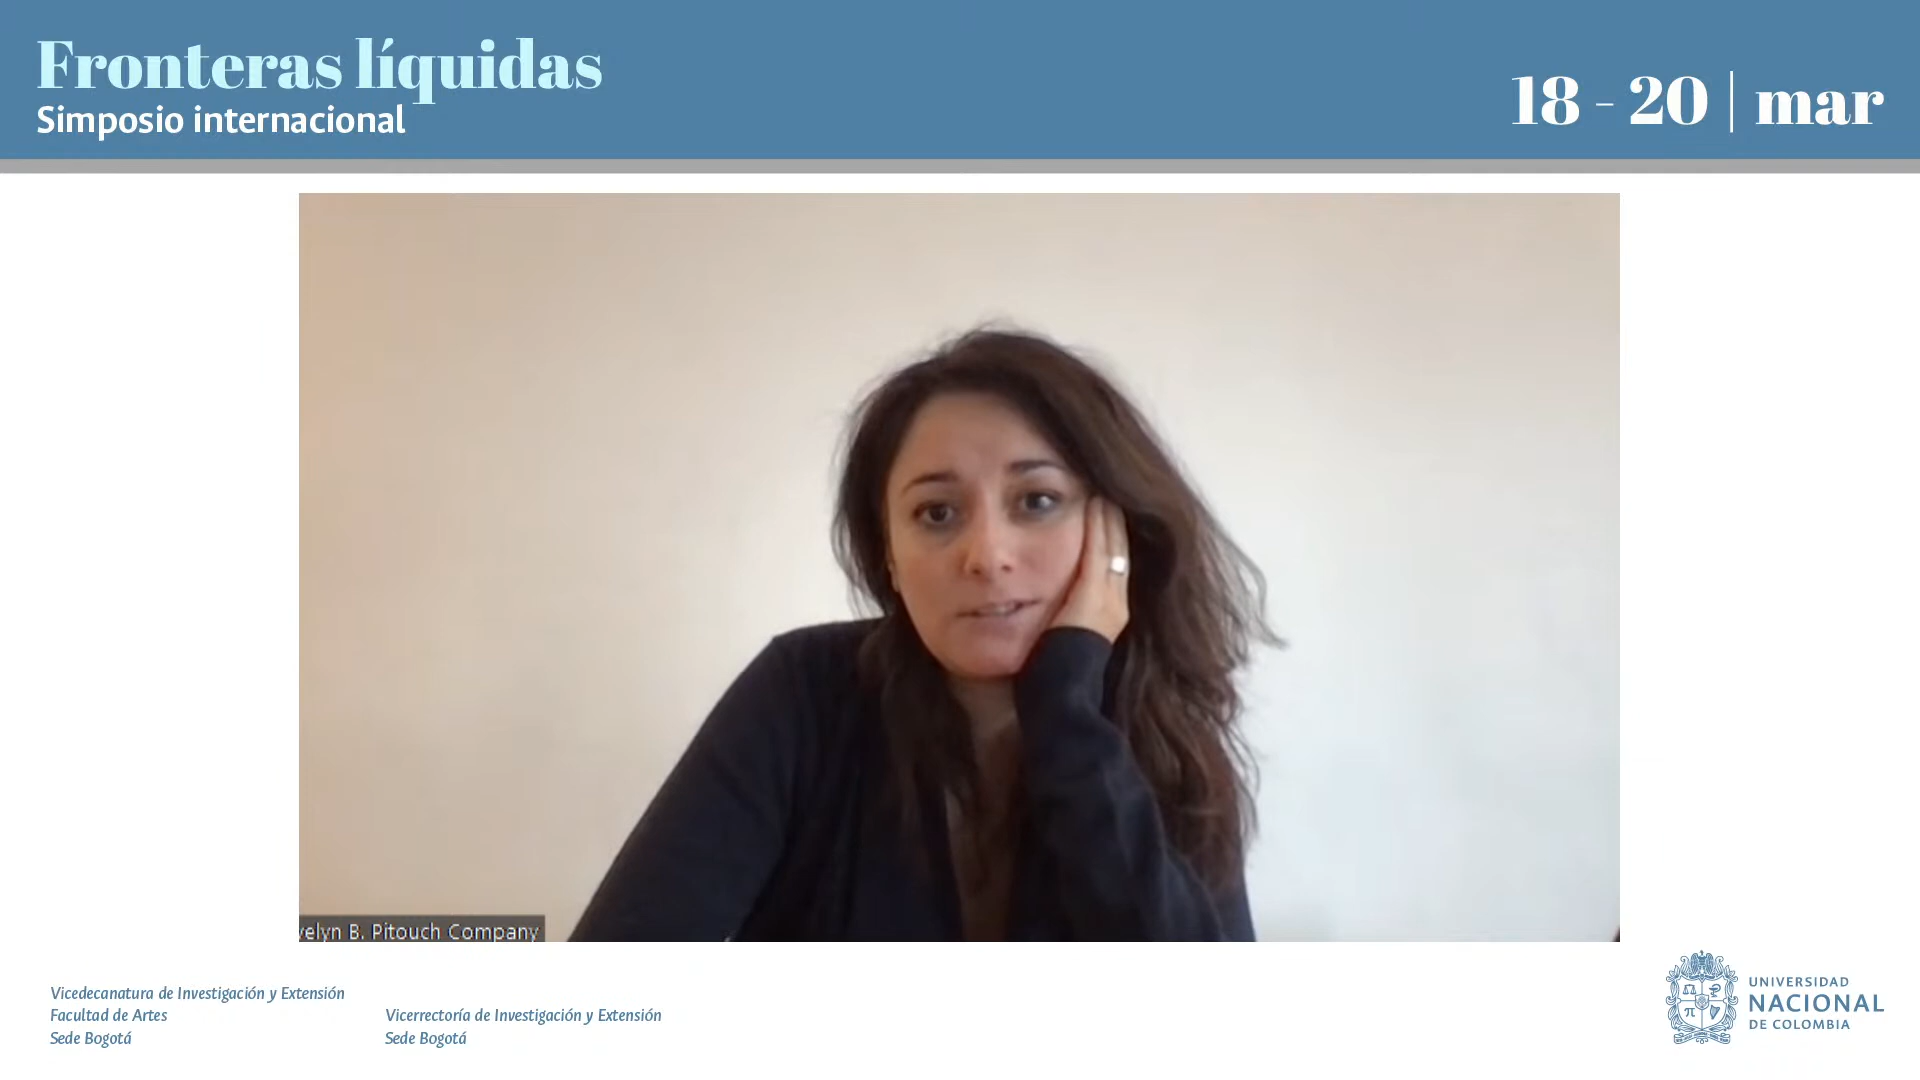 Fronteras líquidas
Simposio internacional
18 - 20 | mar
velyn B. Pitouch Company
Vicedecanatura de Investigación y Extensión
Facultad de Artes
Sede Bogotá
Vicerrectoría de Investigación y Extensión
Sede Bogotá
UNIVERSIDAD
NACIONAL
DE COLOMBIA